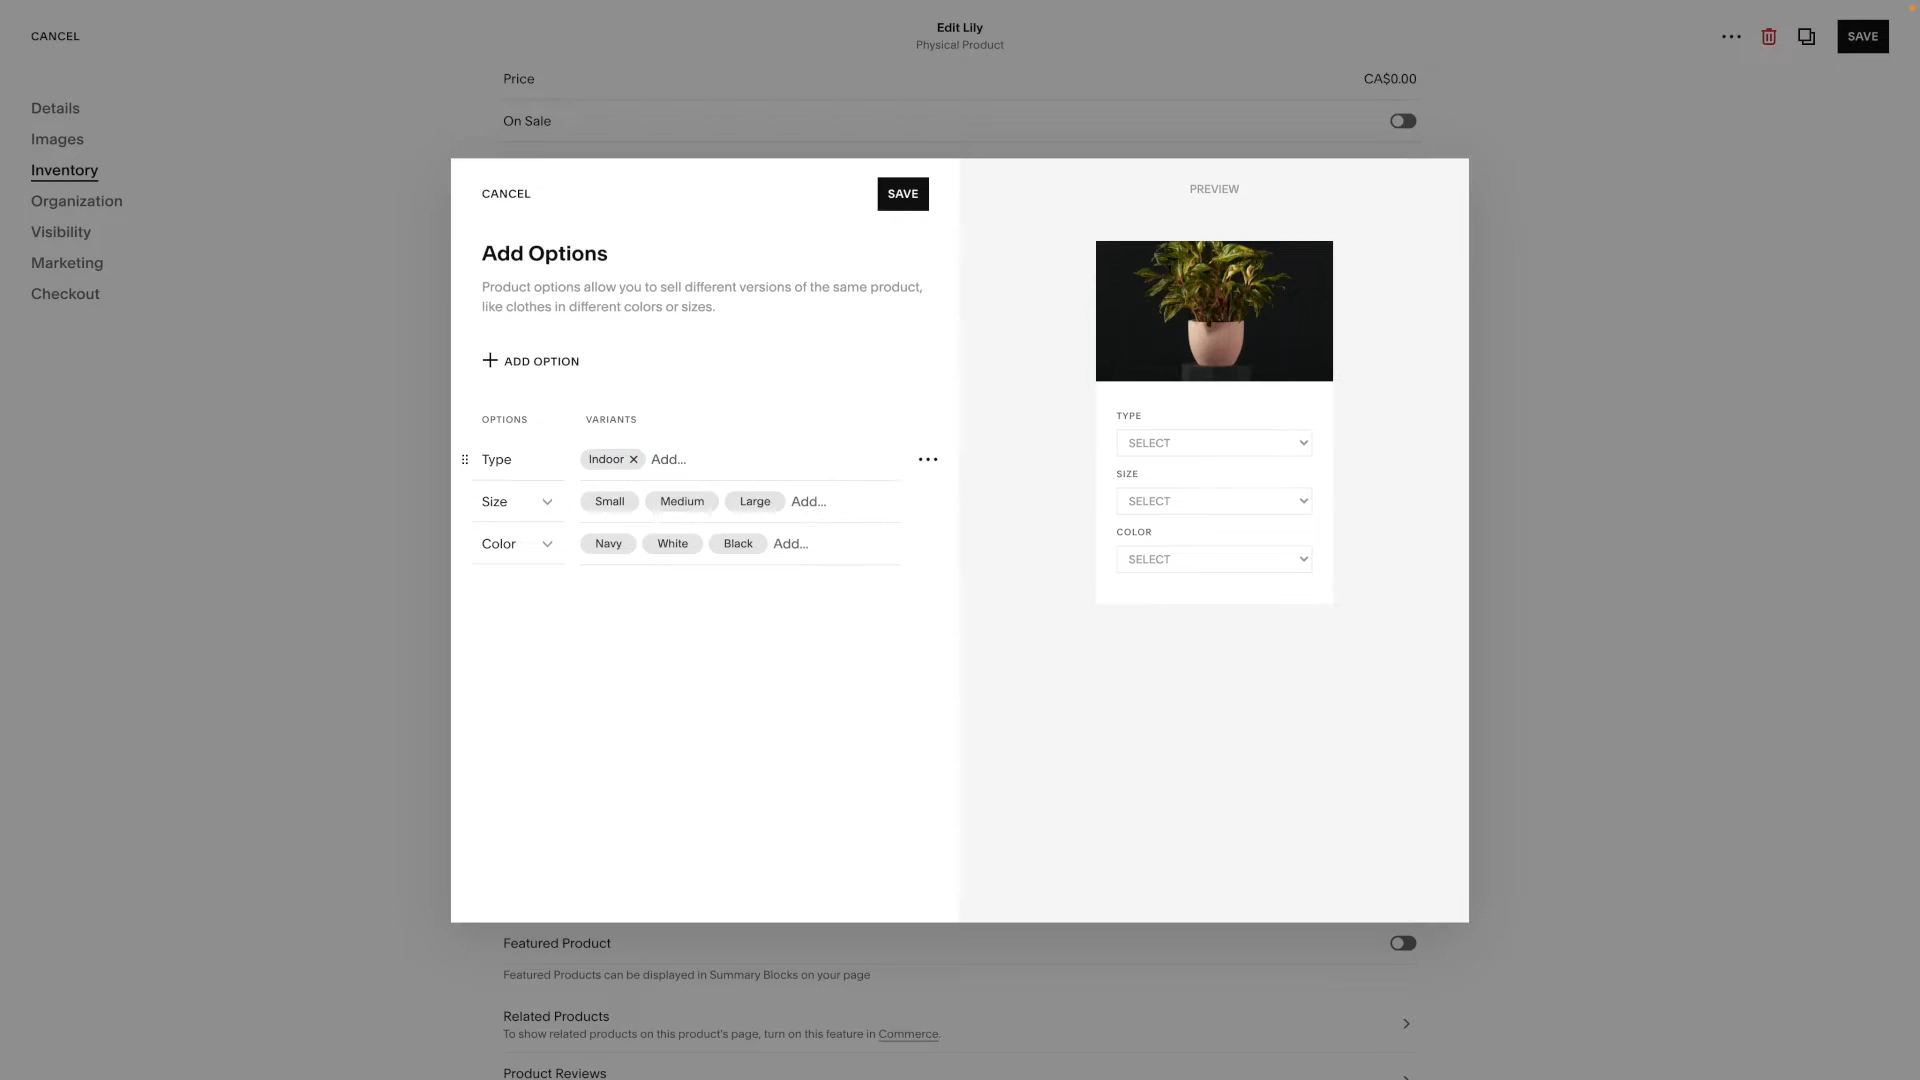 CANCEL
Edit Lily
Physical Product
SAVE
Details
Images
Inventory
Organization
Visibility
Marketing
Checkout
Price
CA$0.00
On Sale
CANCEL
SAVE
Add Options
Product options allow you to sell different versions of the same product,
like clothes in different colors or sizes.
ADD OPTION
OPTIONS VARIANTS
Type Indoor Add...
Size Small Medium Large Add...
Color Navy White Black Add...
PREVIEW
TYPE
SELECT
SIZE
SELECT
COLOR
SELECT
Featured Product
Featured Products can be displayed in Summary Blocks on your page
Related Products
To show related products on this product's page, turn on this feature in Commerce.
Product Reviews